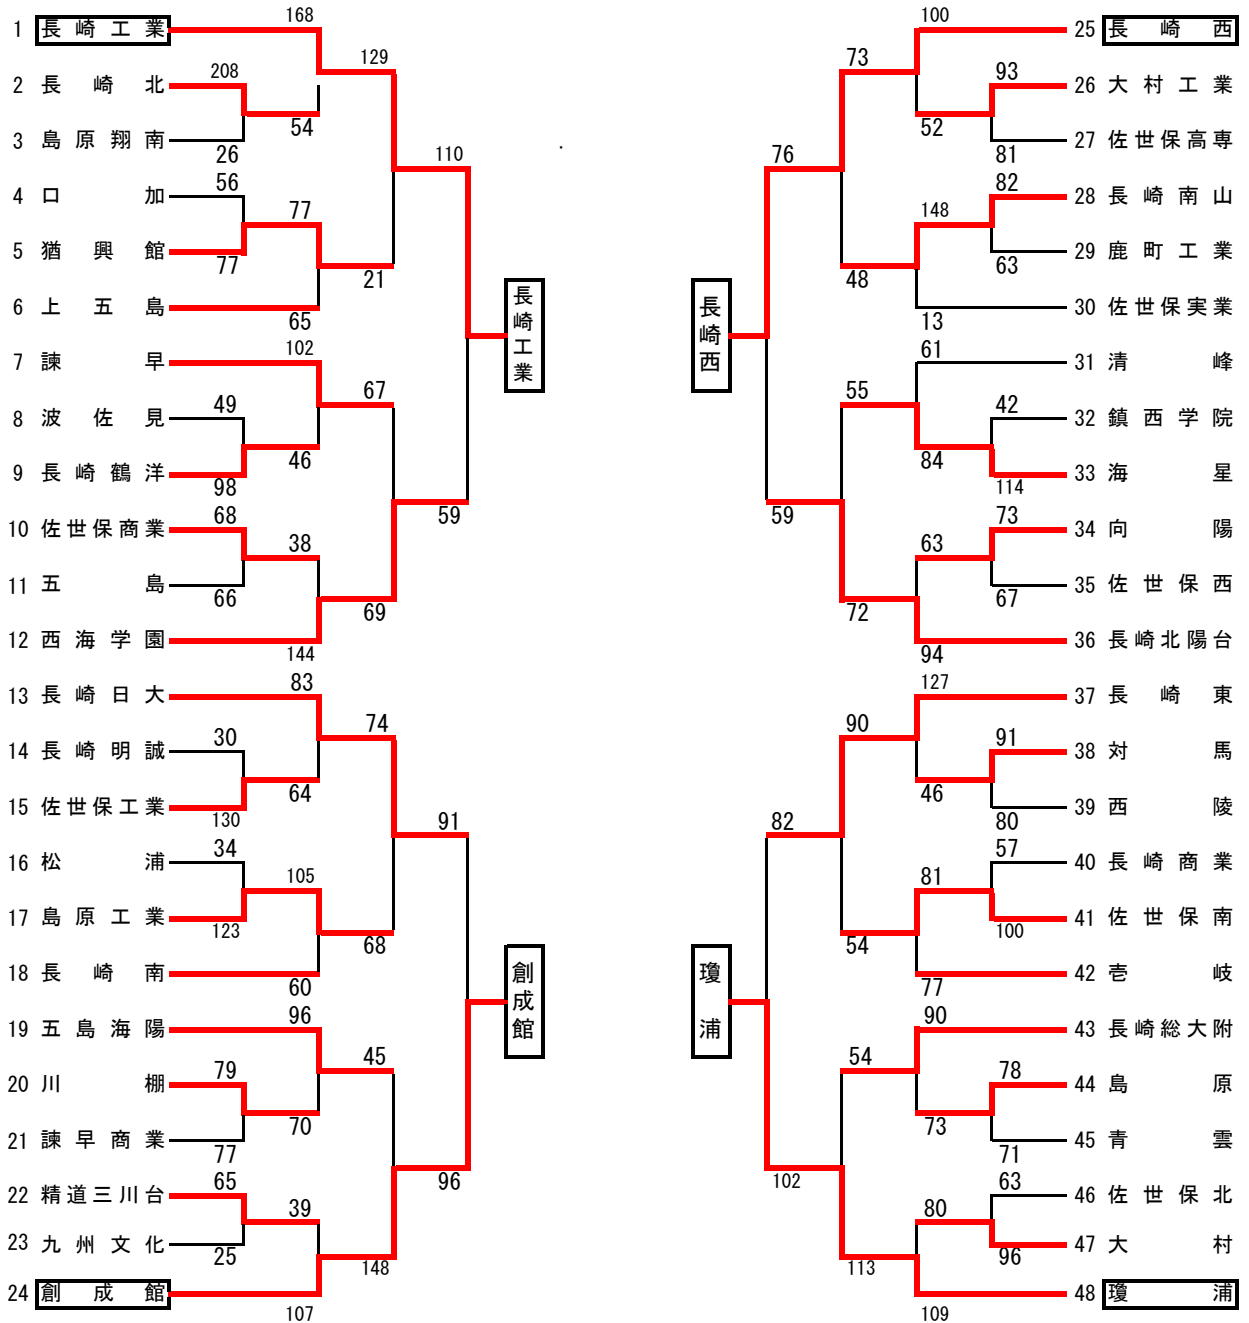 1 長崎工業
2 長崎北
3 島原翔南
4 口加
5 猶興館
6 上五島
7 諫早
8 波佐見
9 長崎鶴洋
10 佐世保商業
11 五島
12 西海学園
13 長崎日大
14 長崎明誠
15 佐世保工業
16 松浦
17 島原工業
18 長崎南
19 五島海陽
20 川棚
21 諫早商業
22 精道三川台
23 九州文化
24 創成館
208
26
56
77
49
98
68
66
30
130
34
123
79
77
65
25
168
54
77
65
102
46
38
144
83
64
105
60
96
70
39
107
129
21
67
69
74
68
45
148
110
59
91
96
長崎工業
創成館
長崎西
瓊浦
76
59
82
102
73
48
55
72
90
54
54
113
100
52
148
13
61
84
63
94
127
46
81
77
90
73
80
109
93
81
82
63
42
114
73
67
91
80
57
100
78
71
63
96
25 長崎西
26 大村工業
27 佐世保高専
28 長崎南山
29 鹿町工業
30 佐世保実業
31 清峰
32 鎮西学院
33 海星
34 向陽
35 佐世保西
36 長崎北陽台
37 長崎東
38 対馬
39 西陵
40 長崎商業
41 佐世保南
42 壱岐
43 長崎総大附
44 島原
45 青雲
46 佐世保北
47 大村
48 瓊浦